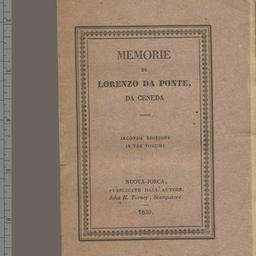 MEMORIE
DI
LORENZO DA PONTE,
DA CENEDA
SECONDA EDIZIONE
IN TRE VOLUMI
NUOVA-JORCA,
PUBBLICATE DALL' AUTORE,
John H. Turney, Stampatore.